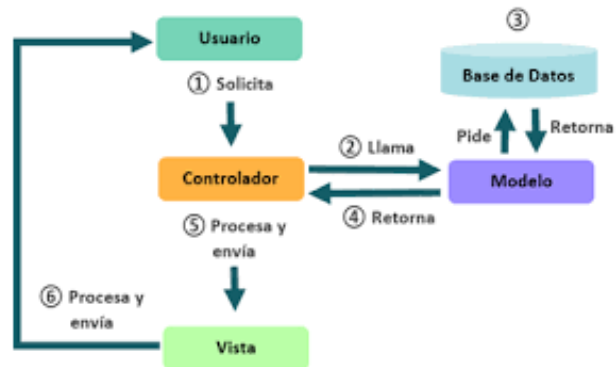 ③
Usuario
Base de Datos
① Solicita
Pide
Retorna
② Llama
Controlador
Modelo
④ Retorna
⑤ Procesa y
envía
⑥ Procesa y
envía
Vista